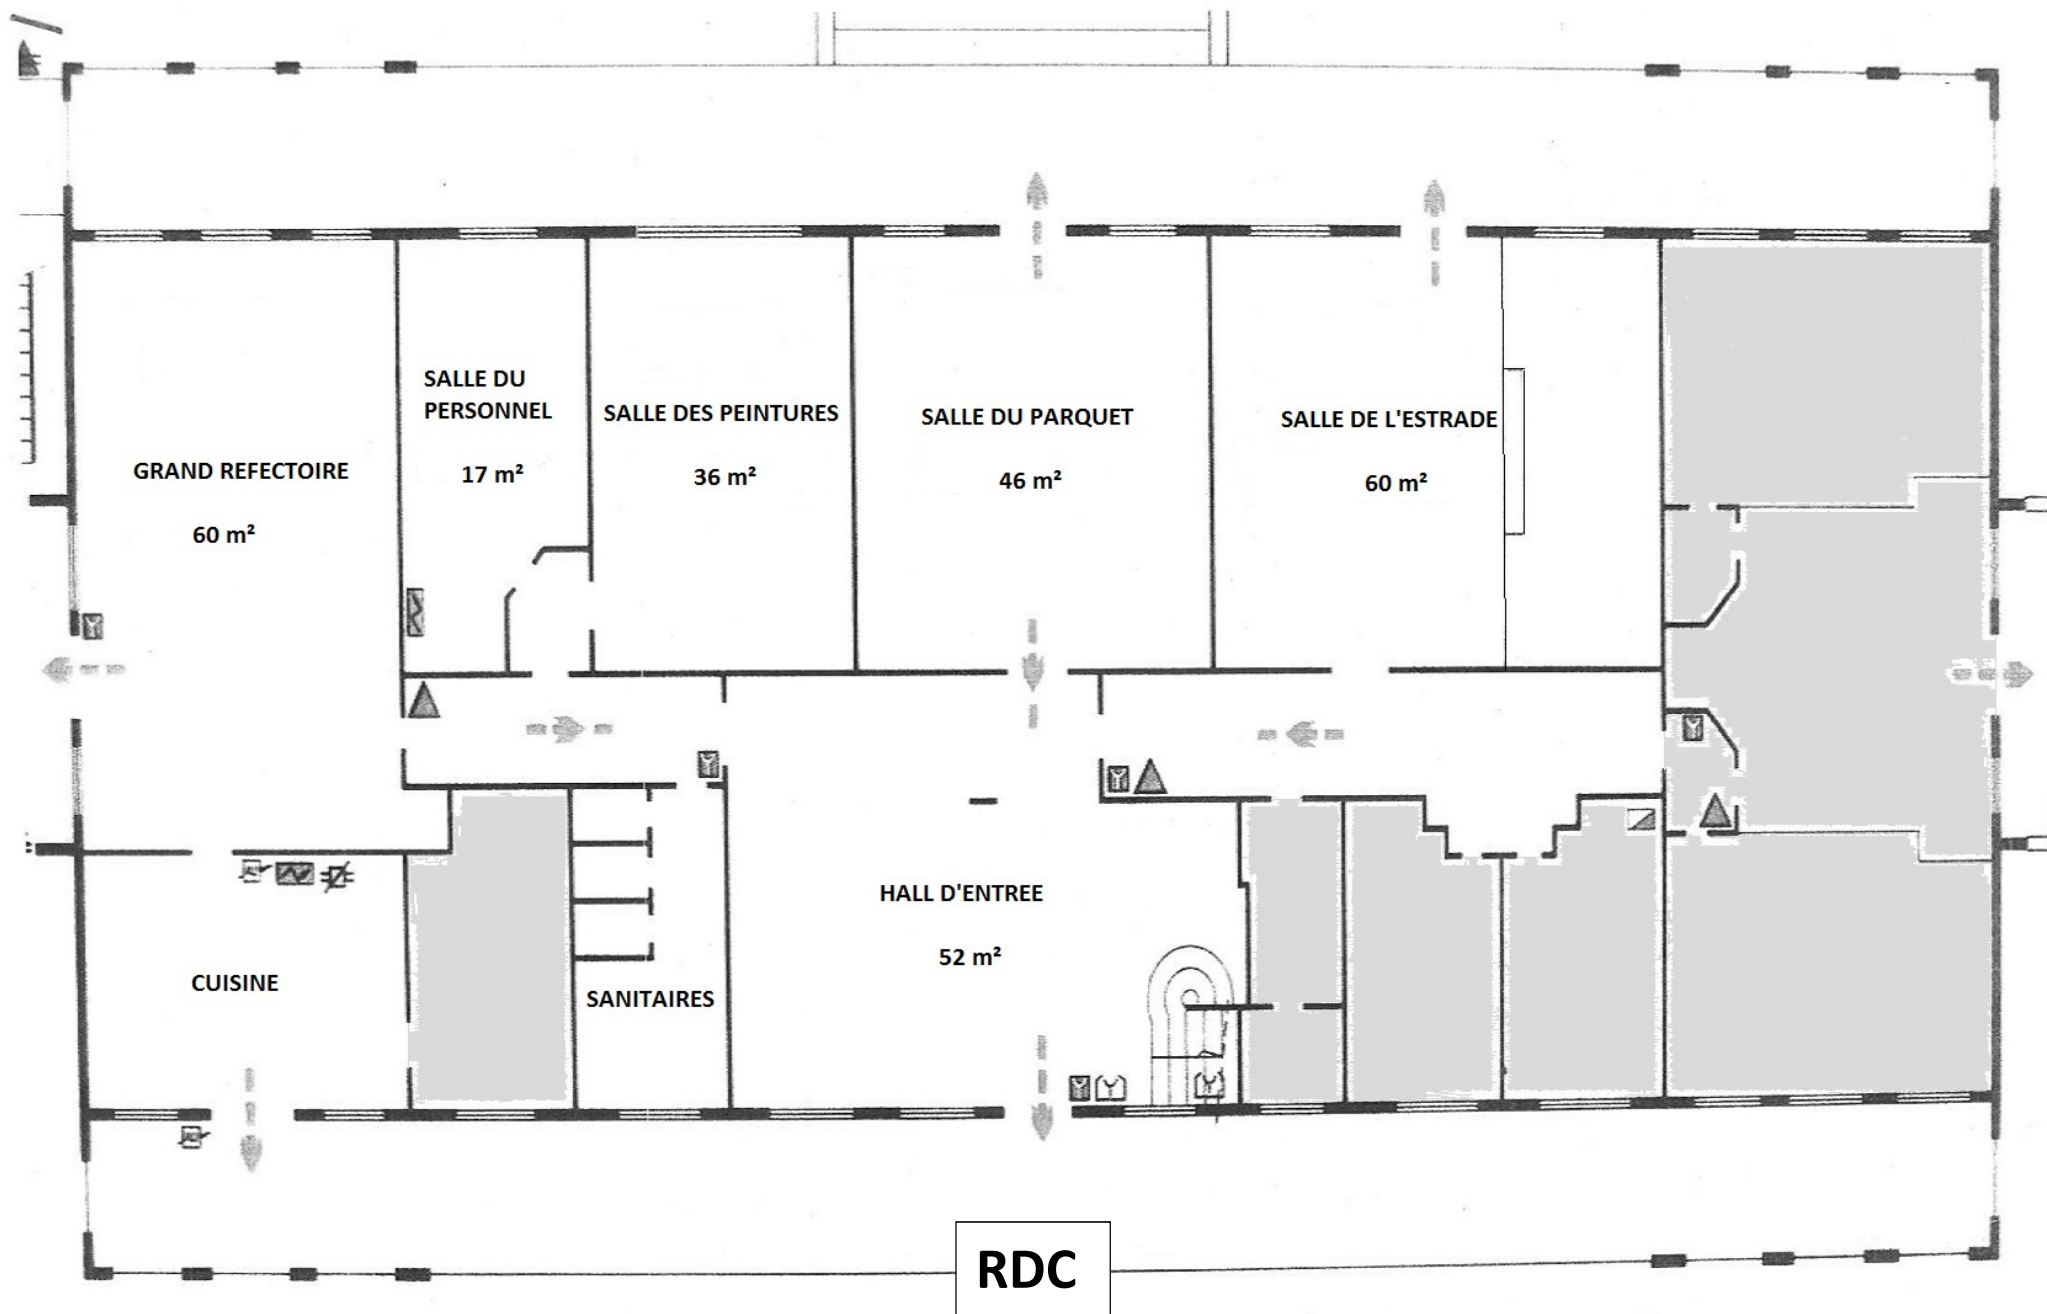 SALLE DU
PERSONNEL
17 m²
SALLE DES PEINTURES
36 m²
SALLE DU PARQUET
46 m²
SALLE DE L'ESTRADE
60 m²
GRAND REFECTOIRE
60 m²
HALL D'ENTREE
52 m²
CUISINE
SANITAIRES
RDC